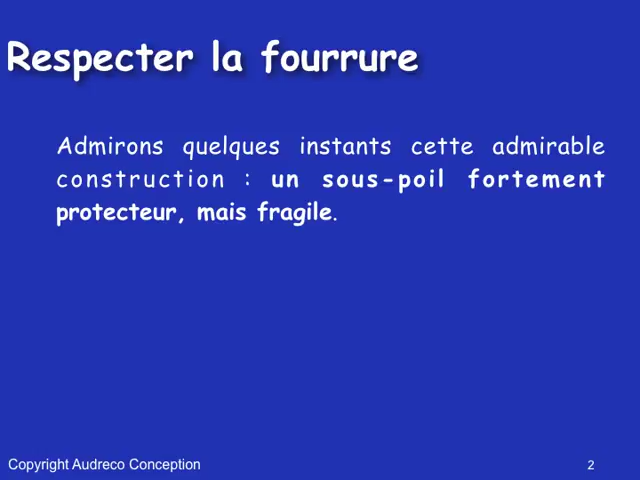 Respecter la fourrure
Admirons quelques instants cette admirable
construction : un sous-poil fortement
protecteur, mais fragile.
Copyright Audreco Conception
2